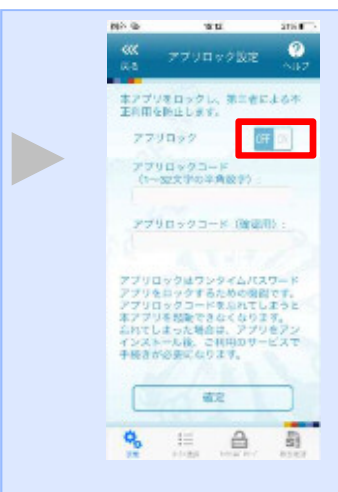 18:12
戻る
アプリロック設定
ヘルプ
本アプリをロックし、第三者による不
正利用を防止します。
アプリロック
OFF ON
アプリロックコード
(1～32文字の半角数字)：
アプリロックコード（確認用）：
アプリロックはワンタイムパスワード
アプリをロックするための機能です。
アプリロックコードを忘れてしまうと
本アプリを起動できなくなります。
忘れてしまった場合は、アプリをアン
インストール後、ご利用のサービスで
手続きが必要になります。
確定